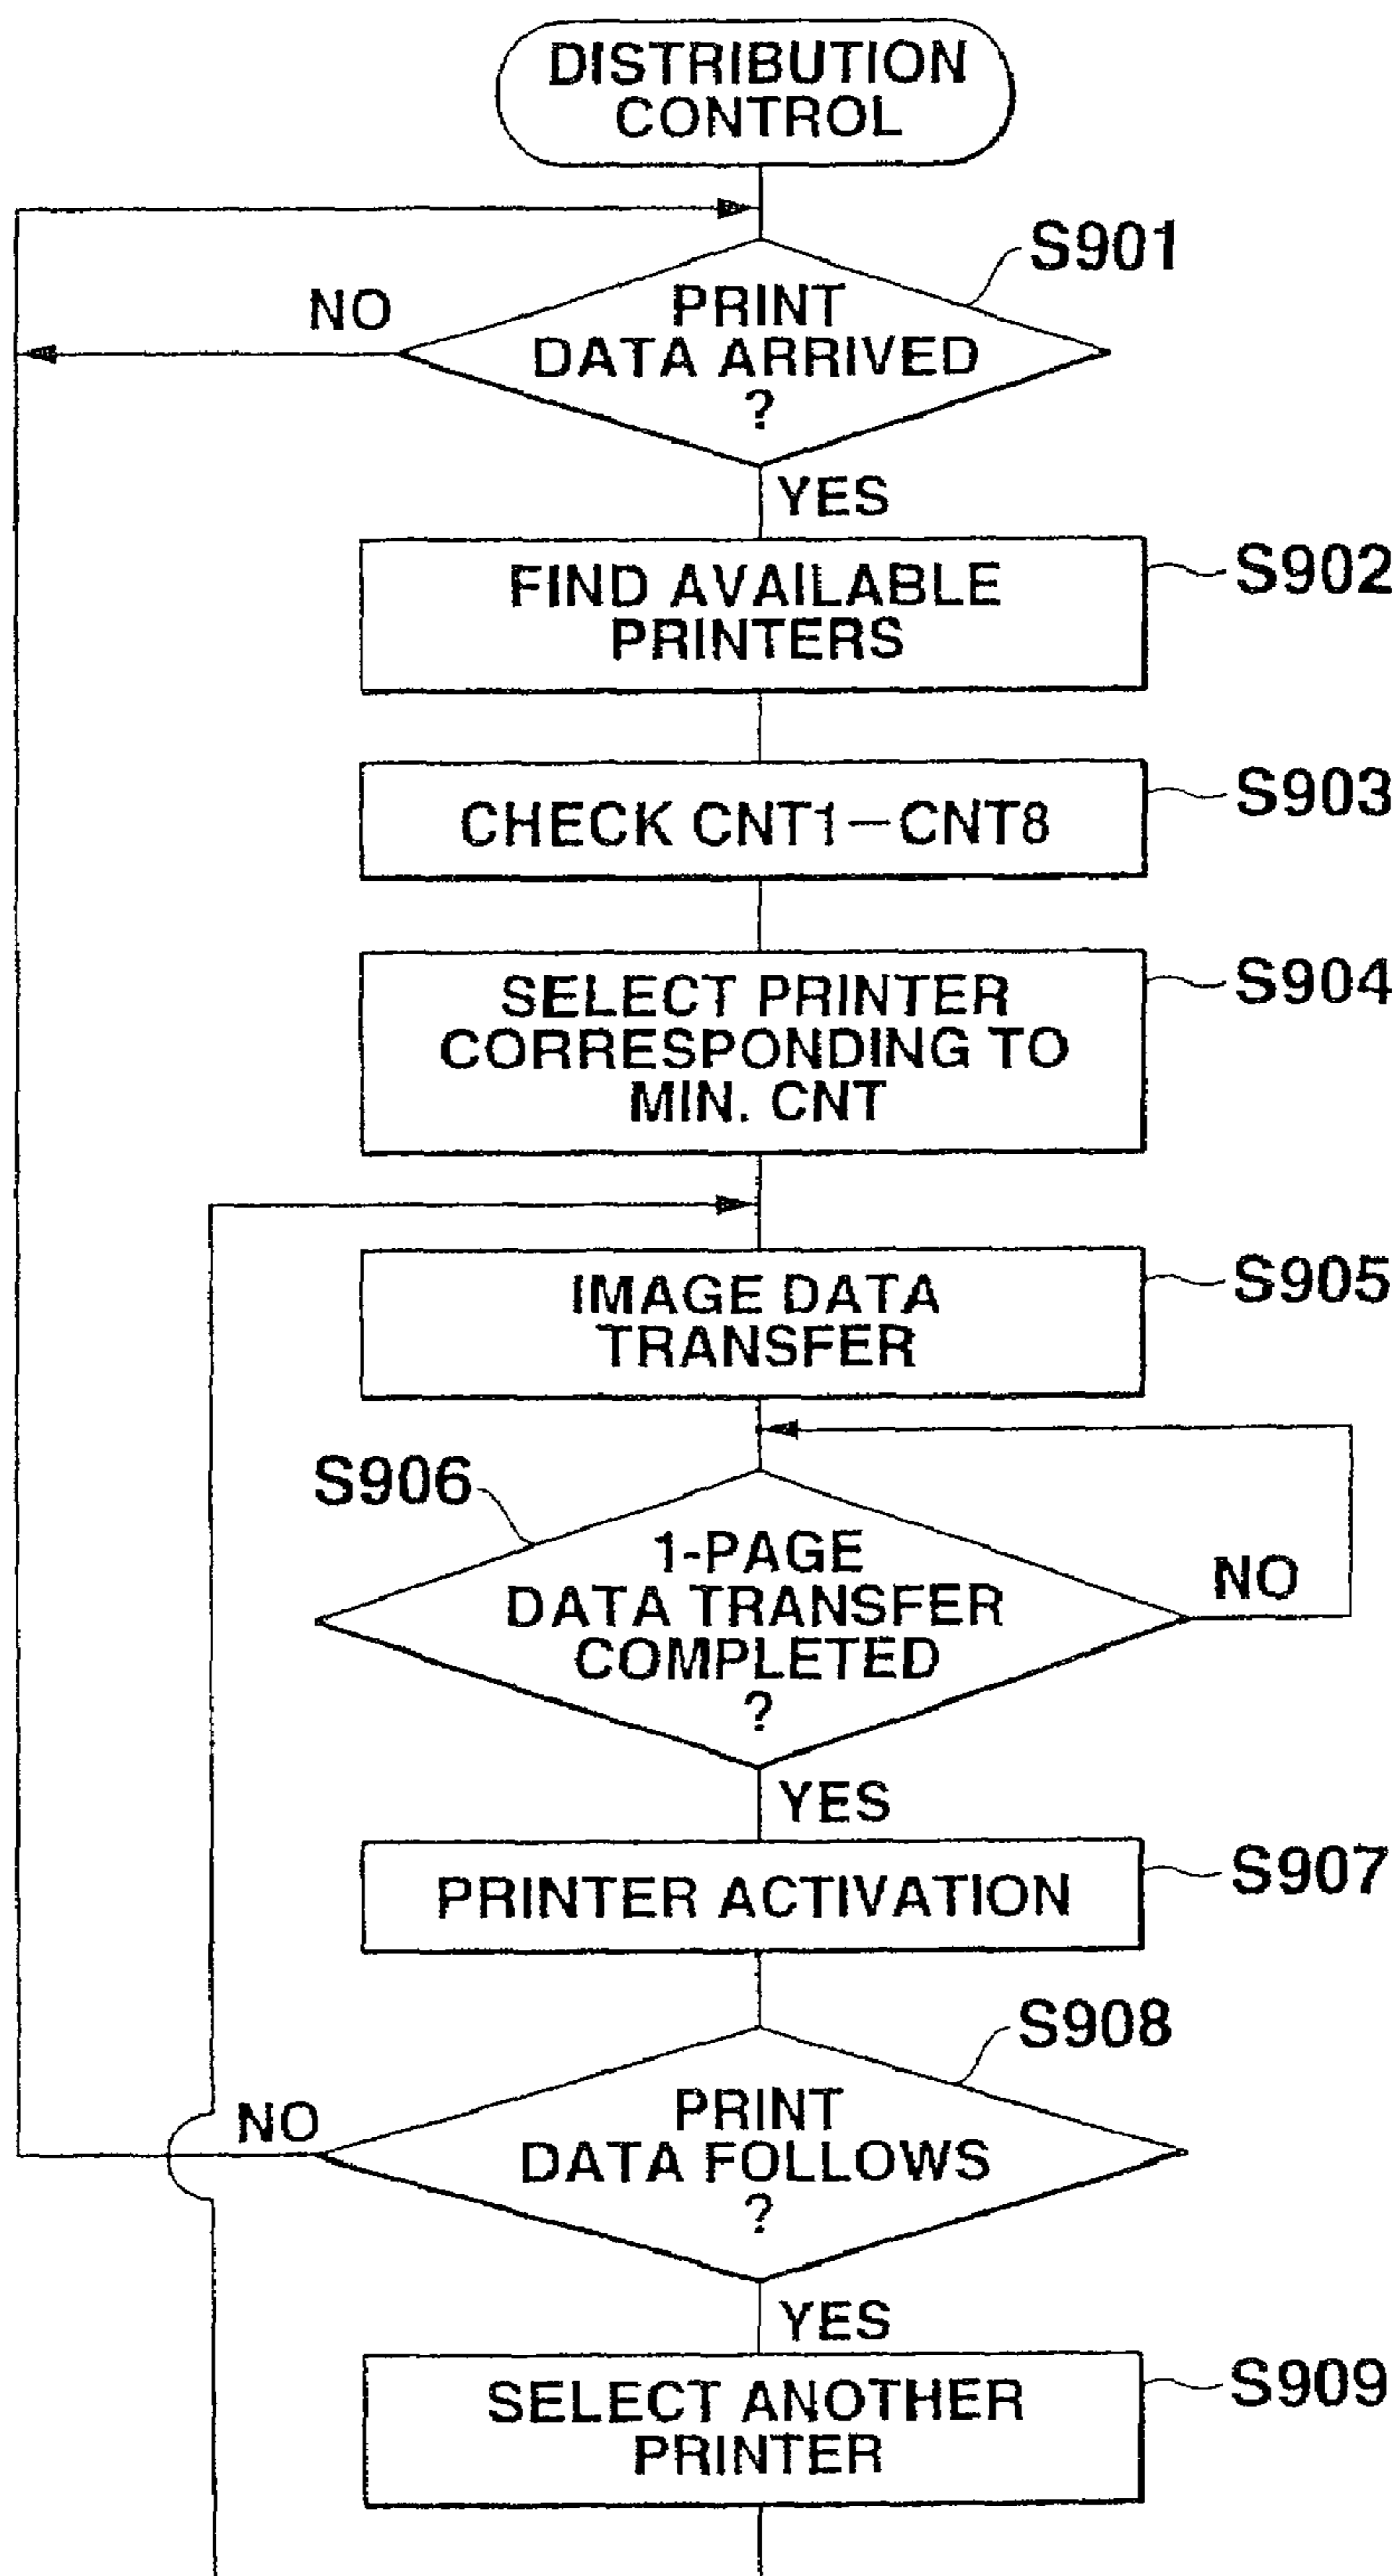 DISTRIBUTION
CONTROL
S901
NO
PRINT
DATA ARRIVED
?
YES
S902
FIND AVAILABLE
PRINTERS
S903
CHECK CNT1—CNT8
S904
SELECT PRINTER
CORRESPONDING TO
MIN. CNT
S905
IMAGE DATA
TRANSFER
S906
1-PAGE
DATA TRANSFER
COMPLETED
?
NO
YES
S907
PRINTER ACTIVATION
S908
NO
PRINT
DATA FOLLOWS
?
YES
S909
SELECT ANOTHER
PRINTER